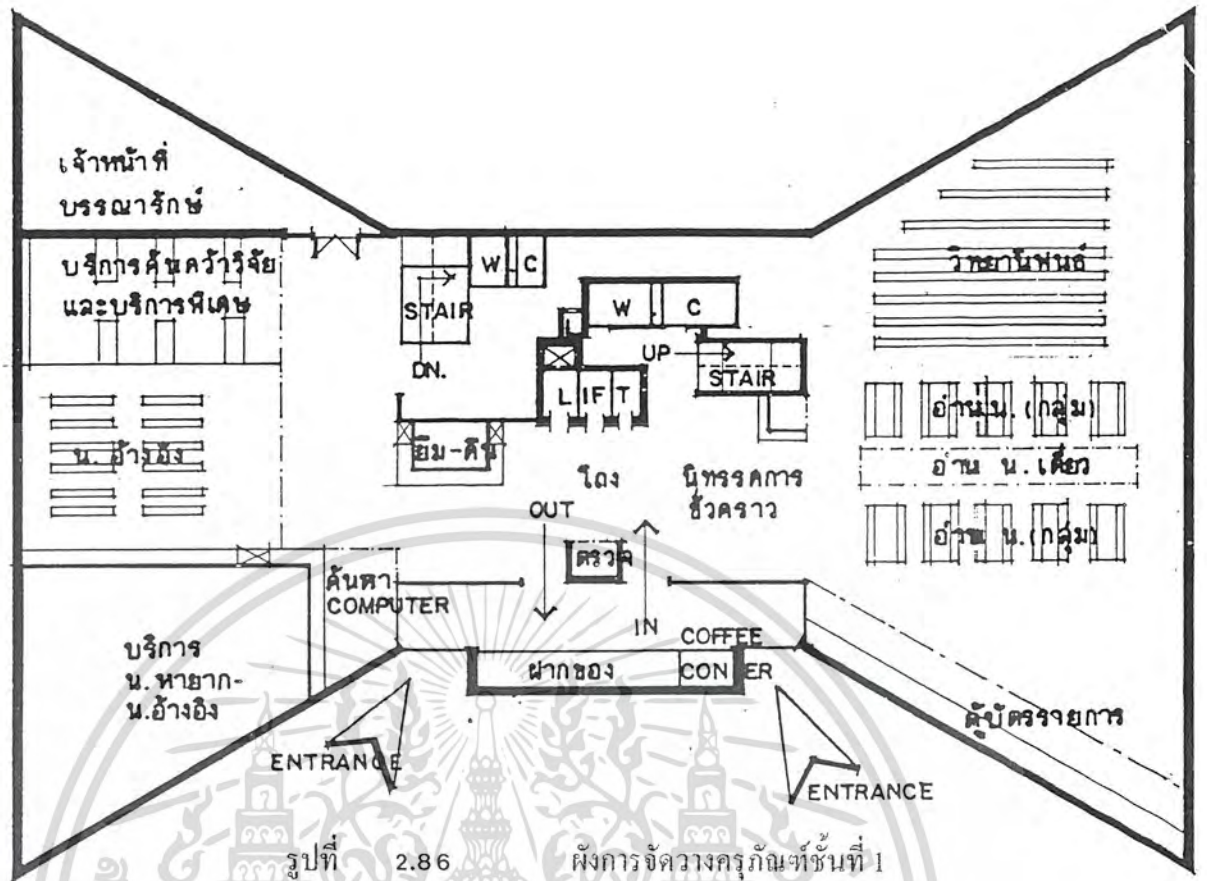 เจ้าหน้าที่
บรรณารักษ์
บริการค้นคว้าวิจัย
และบริการพิเศษ
น. อ้างอิง
บริการ
น. หายาก-
น.อ้างอิง
ค้นหา
COMPUTER
STAIR
DN.
W C
ยืม-คืน
W C
UP
STAIR
L IF T
โถง
นิทรรศการ
ชั่วคราว
OUT
ตรวจ
IN
ฝากของ
COFFEE
CON ER
ENTRANCE
ENTRANCE
วิทยานิพนธ์
อ่าน น. (กลุ่ม)
อ่าน น. เดี่ยว
อ่าน น. (กลุ่ม)
ตู้บัตรรายการ
รูปที่ 2.86 ผังการจัดวางครุภัณฑ์ชั้นที่ 1